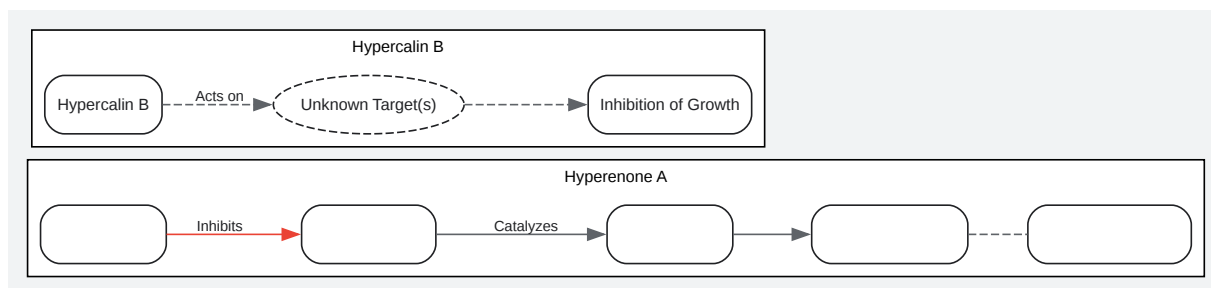 Hypercalin B
Hypercalin B
Acts on
Unknown Target(s)
Inhibition of Growth
Hyperenone A
Inhibits
Catalyzes